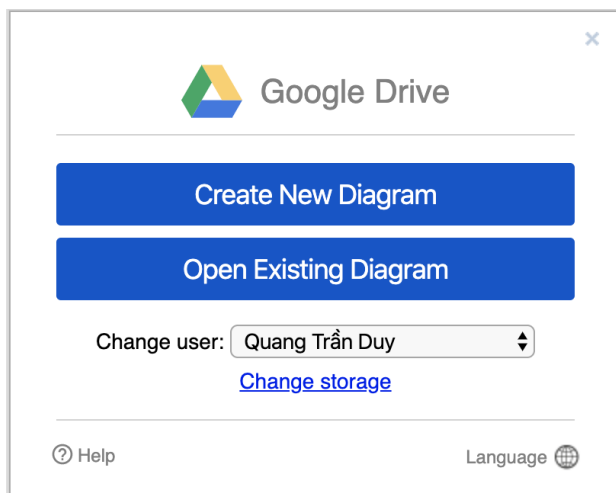 ×
Google Drive
Create New Diagram
Open Existing Diagram
Change user: Quang Trần Duy
Change storage
? Help
Language